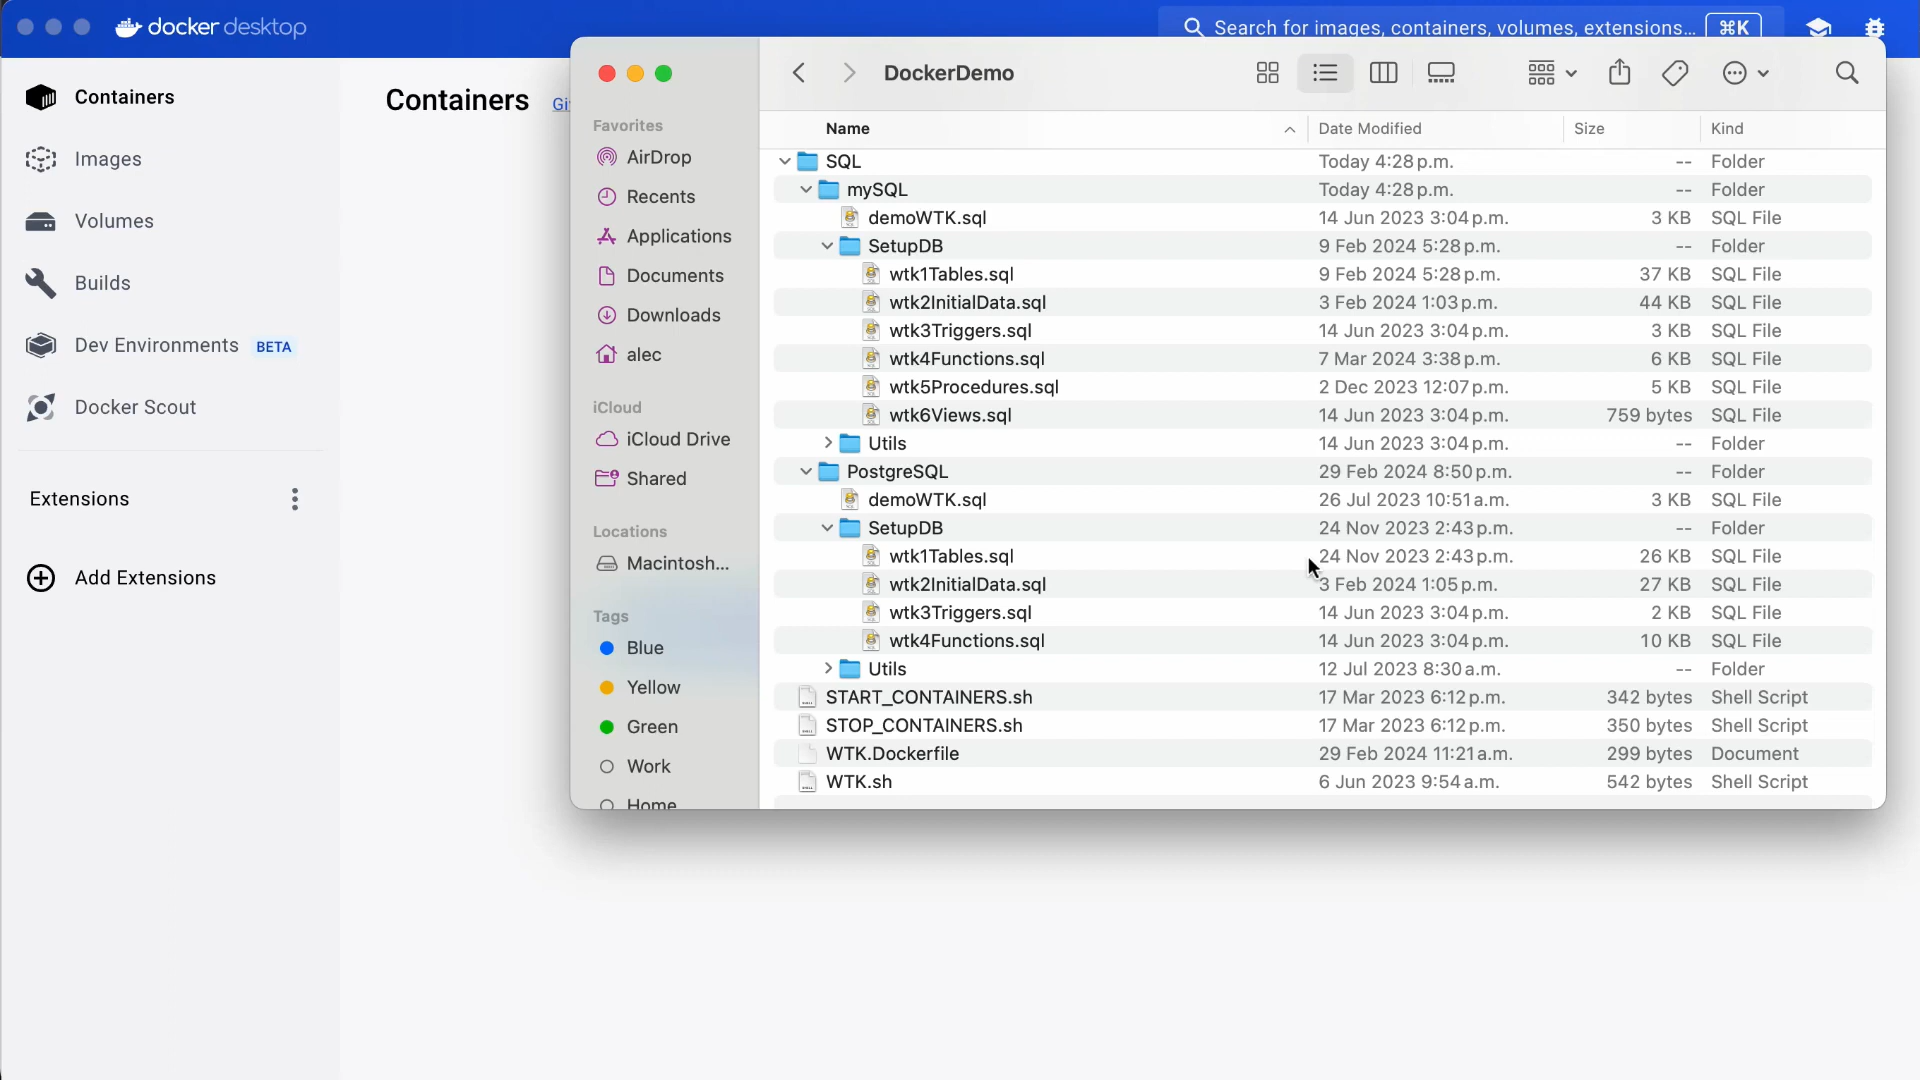 docker desktop
Search for images, containers, volumes, extensions... ⌘K
Containers
Images
Volumes
Builds
Dev Environments BETA
Docker Scout
Extensions
Add Extensions
Containers Gi
Favorites
AirDrop
Recents
Applications
Documents
Downloads
alec
iCloud
iCloud Drive
Shared
Locations
Macintosh...
Tags
Blue
Yellow
Green
Work
Home
DockerDemo
Name Date Modified Size Kind
SQL Today 4:28 p.m. -- Folder
mySQL Today 4:28 p.m. -- Folder
demoWTK.sql 14 Jun 2023 3:04 p.m. 3 KB SQL File
SetupDB 9 Feb 2024 5:28 p.m. -- Folder
wtk1Tables.sql 9 Feb 2024 5:28 p.m. 37 KB SQL File
wtk2InitialData.sql 3 Feb 2024 1:03 p.m. 44 KB SQL File
wtk3Triggers.sql 14 Jun 2023 3:04 p.m. 3 KB SQL File
wtk4Functions.sql 7 Mar 2024 3:38 p.m. 6 KB SQL File
wtk5Procedures.sql 2 Dec 2023 12:07 p.m. 5 KB SQL File
wtk6Views.sql 14 Jun 2023 3:04 p.m. 759 bytes SQL File
Utils 14 Jun 2023 3:04 p.m. -- Folder
PostgreSQL 29 Feb 2024 8:50 p.m. -- Folder
demoWTK.sql 26 Jul 2023 10:51 a.m. 3 KB SQL File
SetupDB 24 Nov 2023 2:43 p.m. -- Folder
wtk1Tables.sql 24 Nov 2023 2:43 p.m. 26 KB SQL File
wtk2InitialData.sql 3 Feb 2024 1:05 p.m. 27 KB SQL File
wtk3Triggers.sql 14 Jun 2023 3:04 p.m. 2 KB SQL File
wtk4Functions.sql 14 Jun 2023 3:04 p.m. 10 KB SQL File
Utils 12 Jul 2023 8:30 a.m. -- Folder
START_CONTAINERS.sh 17 Mar 2023 6:12 p.m. 342 bytes Shell Script
STOP_CONTAINERS.sh 17 Mar 2023 6:12 p.m. 350 bytes Shell Script
WTK.Dockerfile 29 Feb 2024 11:21 a.m. 299 bytes Document
WTK.sh 6 Jun 2023 9:54 a.m. 542 bytes Shell Script